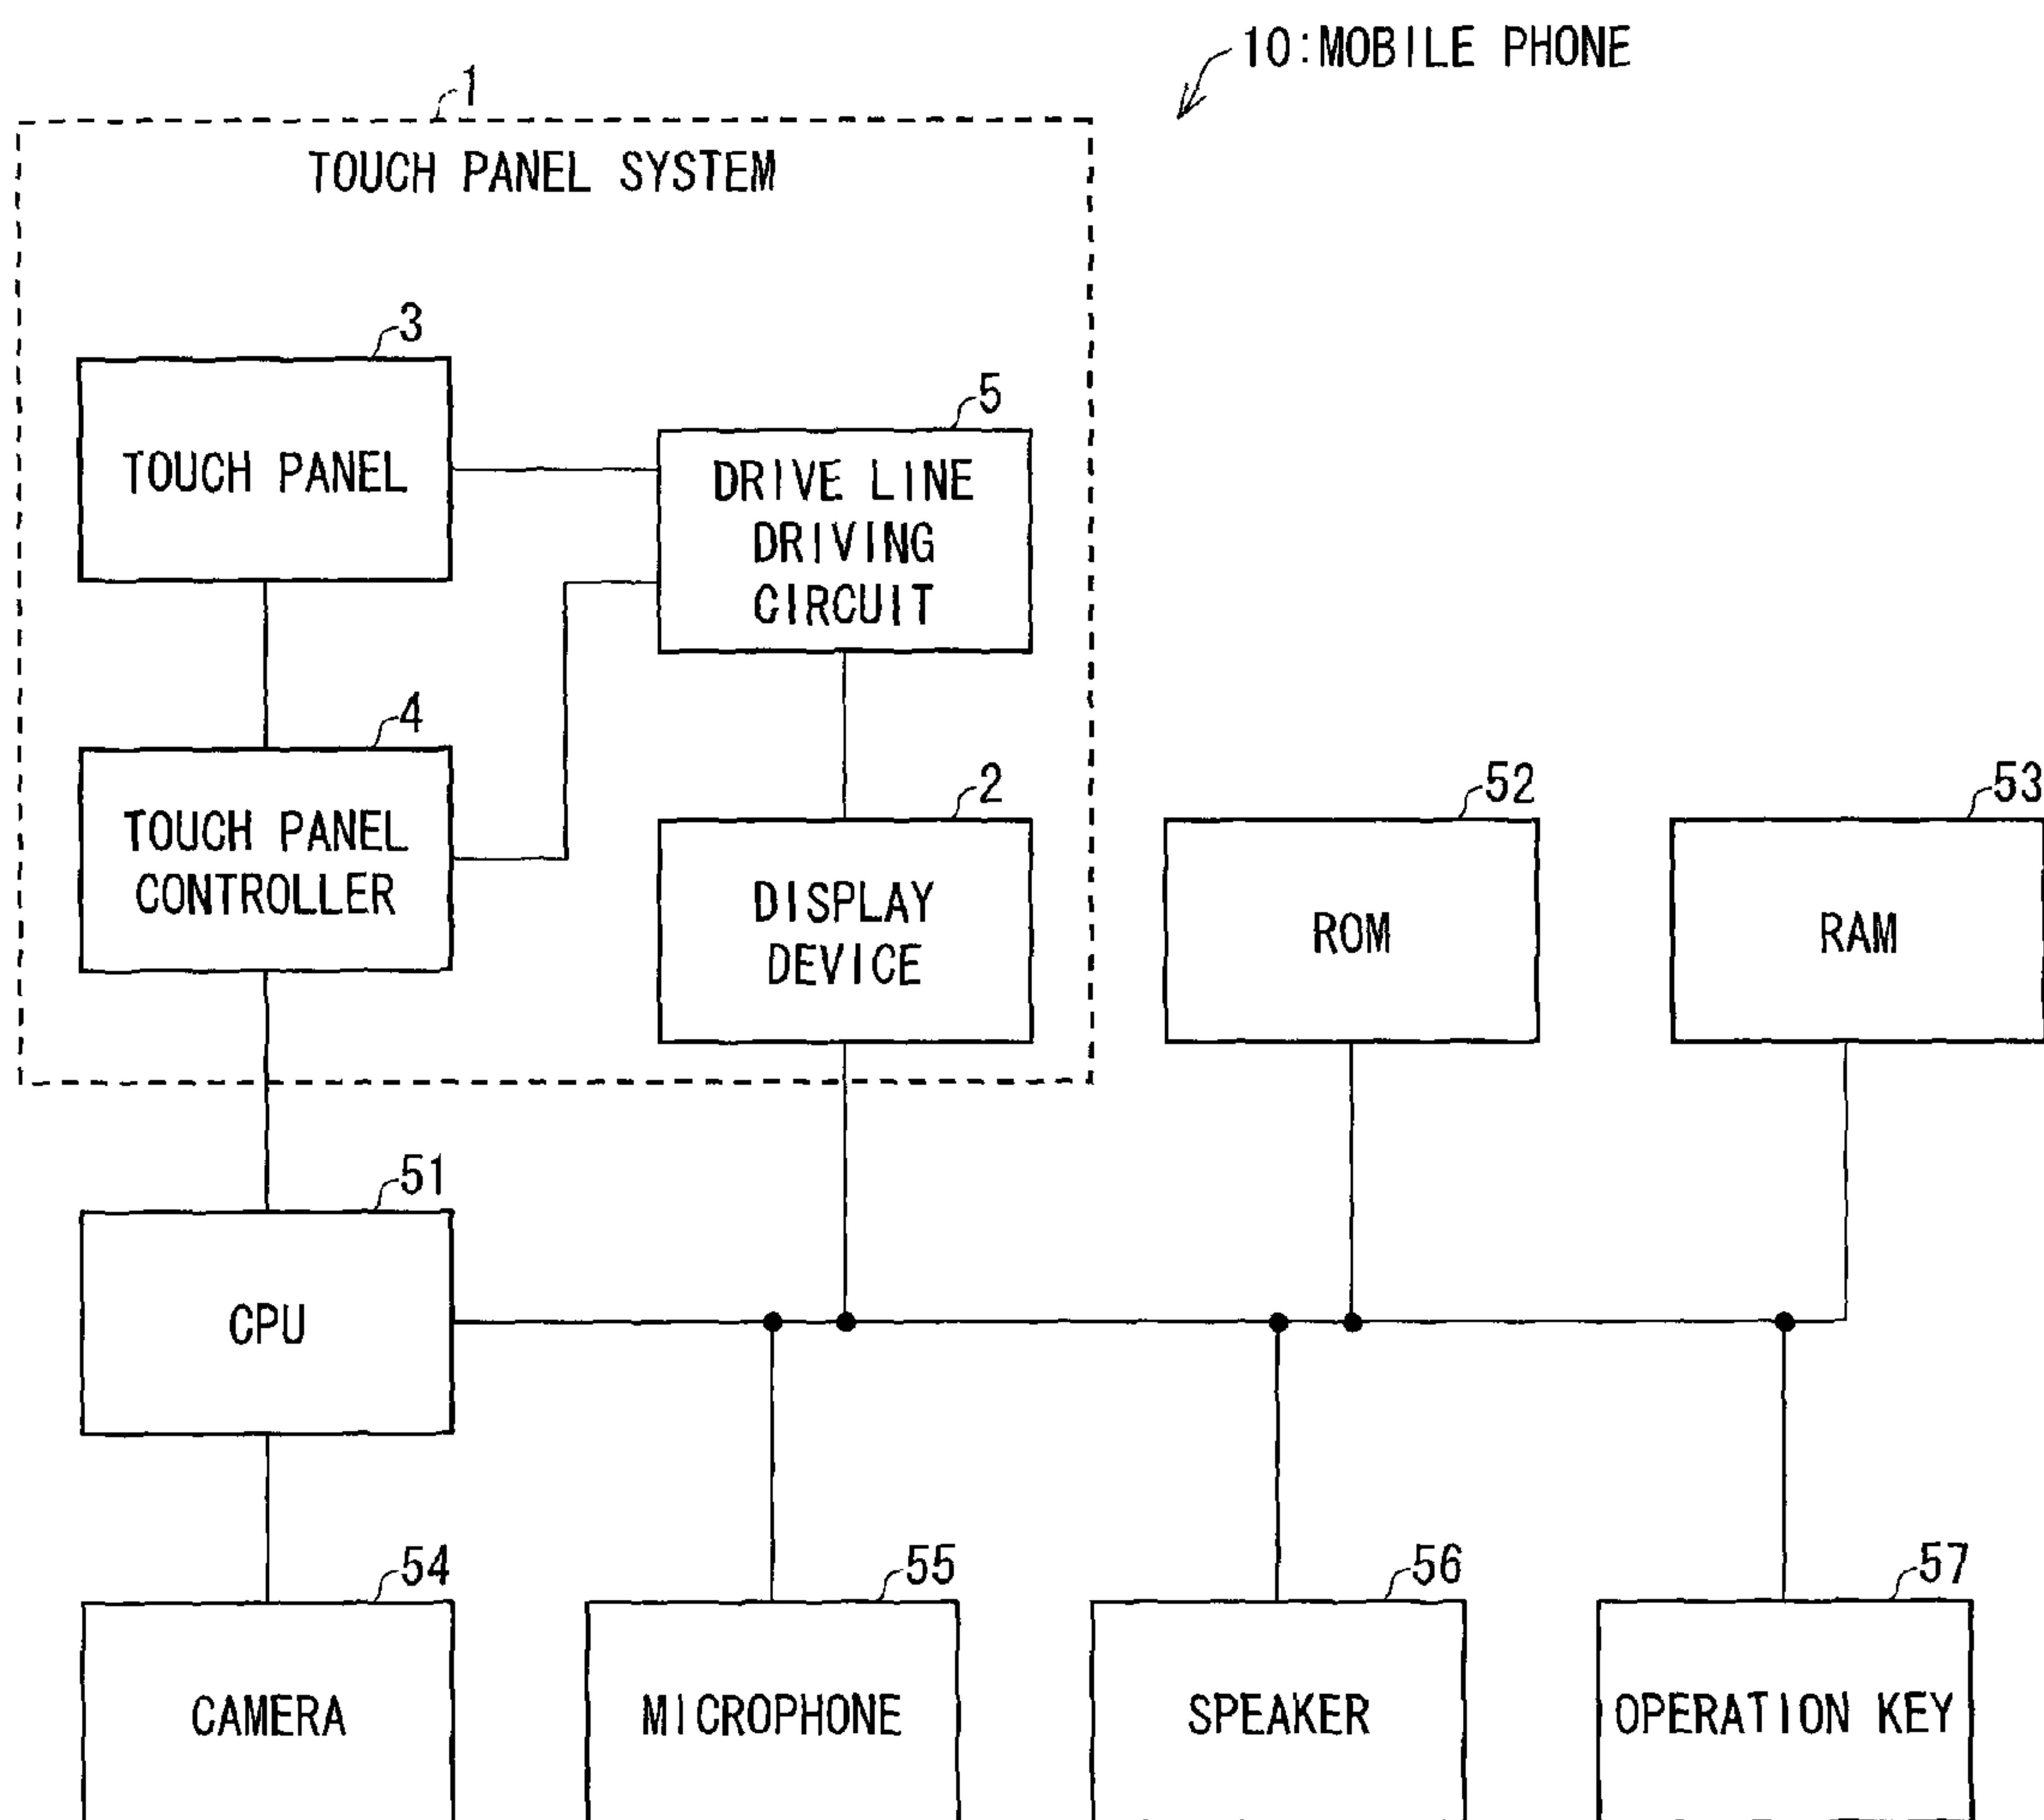 10:MOBILE PHONE
1
TOUCH PANEL SYSTEM
3
TOUCH PANEL
5
DRIVE LINE
DRIVING
CIRCUIT
4
TOUCH PANEL
CONTROLLER
2
DISPLAY
DEVICE
52
ROM
53
RAM
51
CPU
54
CAMERA
55
MICROPHONE
56
SPEAKER
57
OPERATION KEY